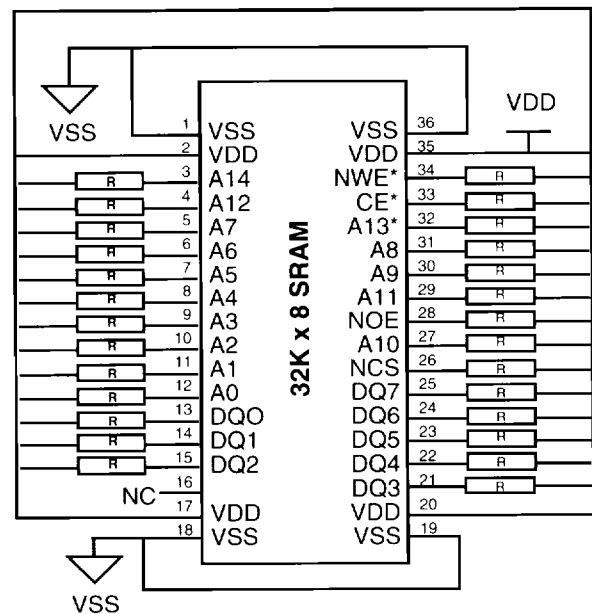 VSS
VDD
1 VSS VSS 36
2 VDD VDD 35
R 3 A14 NWE* 34 R
R 4 A12 CE* 33 R
R 5 A7 A13* 32 R
R 6 A6 A8 31 R
R 7 A5 A9 30 R
R 8 A4 A11 29 R
R 9 A3 NOE 28 R
R 10 A2 A10 27 R
R 11 A1 NCS 26 R
R 12 A0 DQ7 25 R
R 13 DQO DQ6 24 R
R 14 DQ1 DQ5 23 R
R 15 DQ2 DQ4 22 R
NC 16 DQ3 21 R
17 VDD VDD 20
18 VSS VSS 19
32K x 8 SRAM
VSS